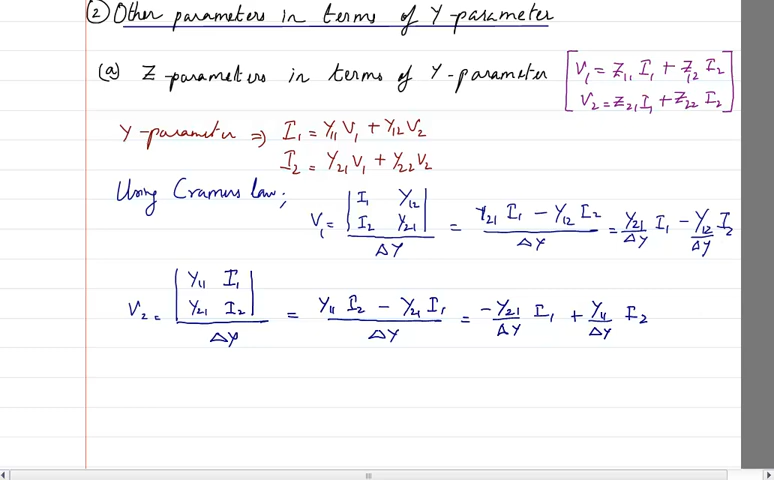 ② Other parameters in terms of Y-parameter
(a) Z parameters in terms of Y-parameter [V₁ = Z₁₁ I₁ + Z₁₂ I₂
V₂ = Z₂₁ I₁ + Z₂₂ I₂]
Y-parameter ⇒ I₁ = Y₁₁ V₁ + Y₁₂ V₂
I₂ = Y₂₁ V₁ + Y₂₂ V₂
Using Cramers law;
V₁ = |I₁ Y₁₂; I₂ Y₂₁| / ΔY = (Y₂₁ I₁ − Y₁₂ I₂) / ΔY = Y₂₁/ΔY I₁ − Y₁₂/ΔY I₂
V₂ = |Y₁₁ I₁; Y₂₁ I₂| / ΔY = (Y₁₁ I₂ − Y₂₁ I₁) / ΔY = −Y₂₁/ΔY I₁ + Y₁₁/ΔY I₂